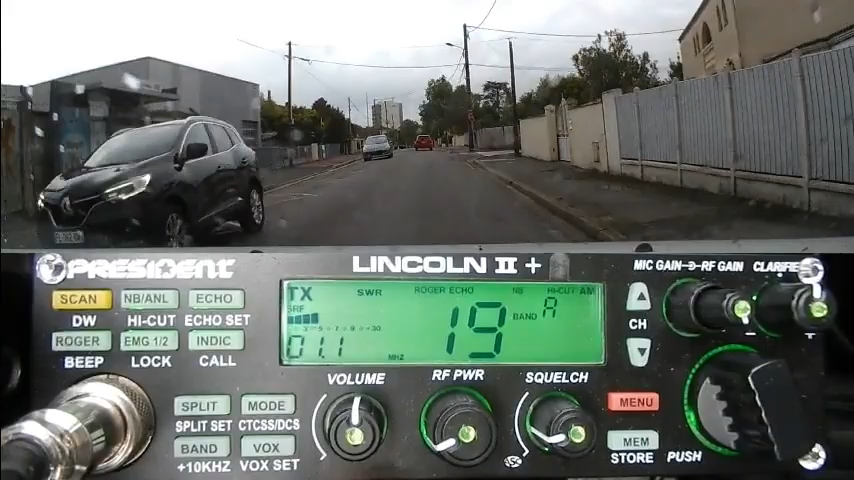 PRESIDENT LINCOLN II + MIC GAIN RF GAIN CLARIFIER
SCAN NB/ANL ECHO
DW HI-CUT ECHO SET
ROGER EMG 1/2 INDIC
BEEP LOCK CALL
TX SWR ROGER ECHO NB HI-CUT AM
SRF 19 BAND A
01.1 MHZ
CH
VOLUME RF PWR SQUELCH
SPLIT MODE
SPLIT SET CTCSS/DCS
BAND VOX
+10KHZ VOX SET
ASC
MENU
MEM
STORE PUSH